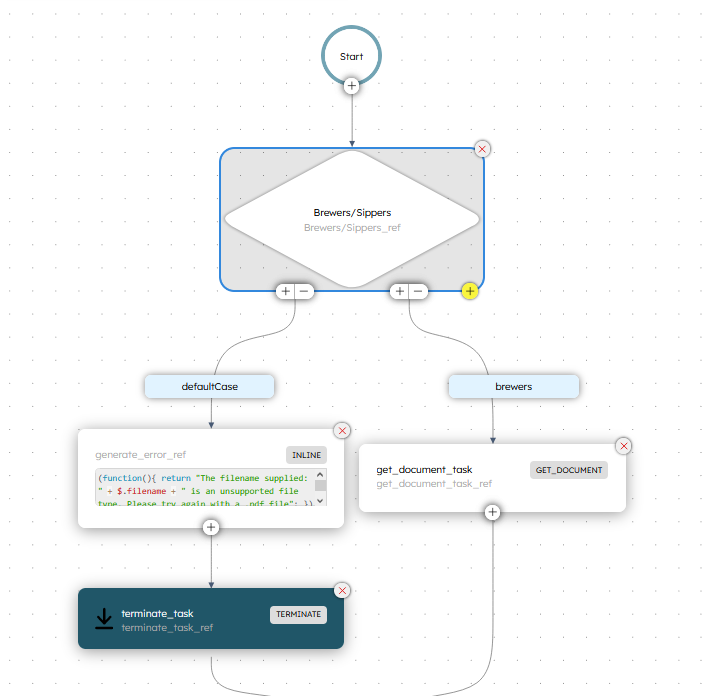 Start
Brewers/Sippers
Brewers/Sippers_ref
defaultCase
brewers
generate_error_ref
INLINE
(function(){ return "The filename supplied:
" + $.filename + " is an unsupported file
type. Please try again with a .pdf file"; })
get_document_task
get_document_task_ref
GET_DOCUMENT
terminate_task
terminate_task_ref
TERMINATE